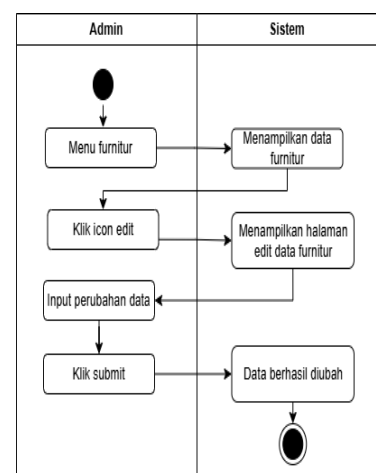 Admin
Sistem
Menu furnitur
Menampilkan data
furnitur
Klik icon edit
Menampilkan halaman
edit data furnitur
Input perubahan data
Klik submit
Data berhasil diubah